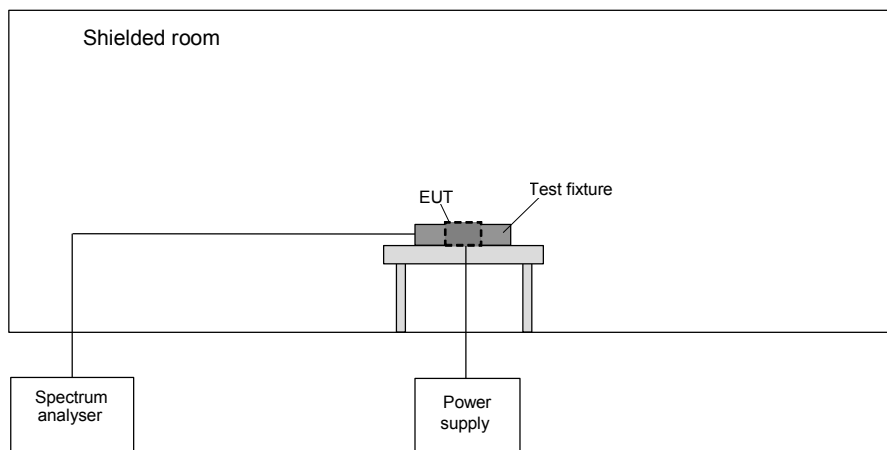 Shielded room
EUT
Test fixture
Spectrum
analyser
Power
supply